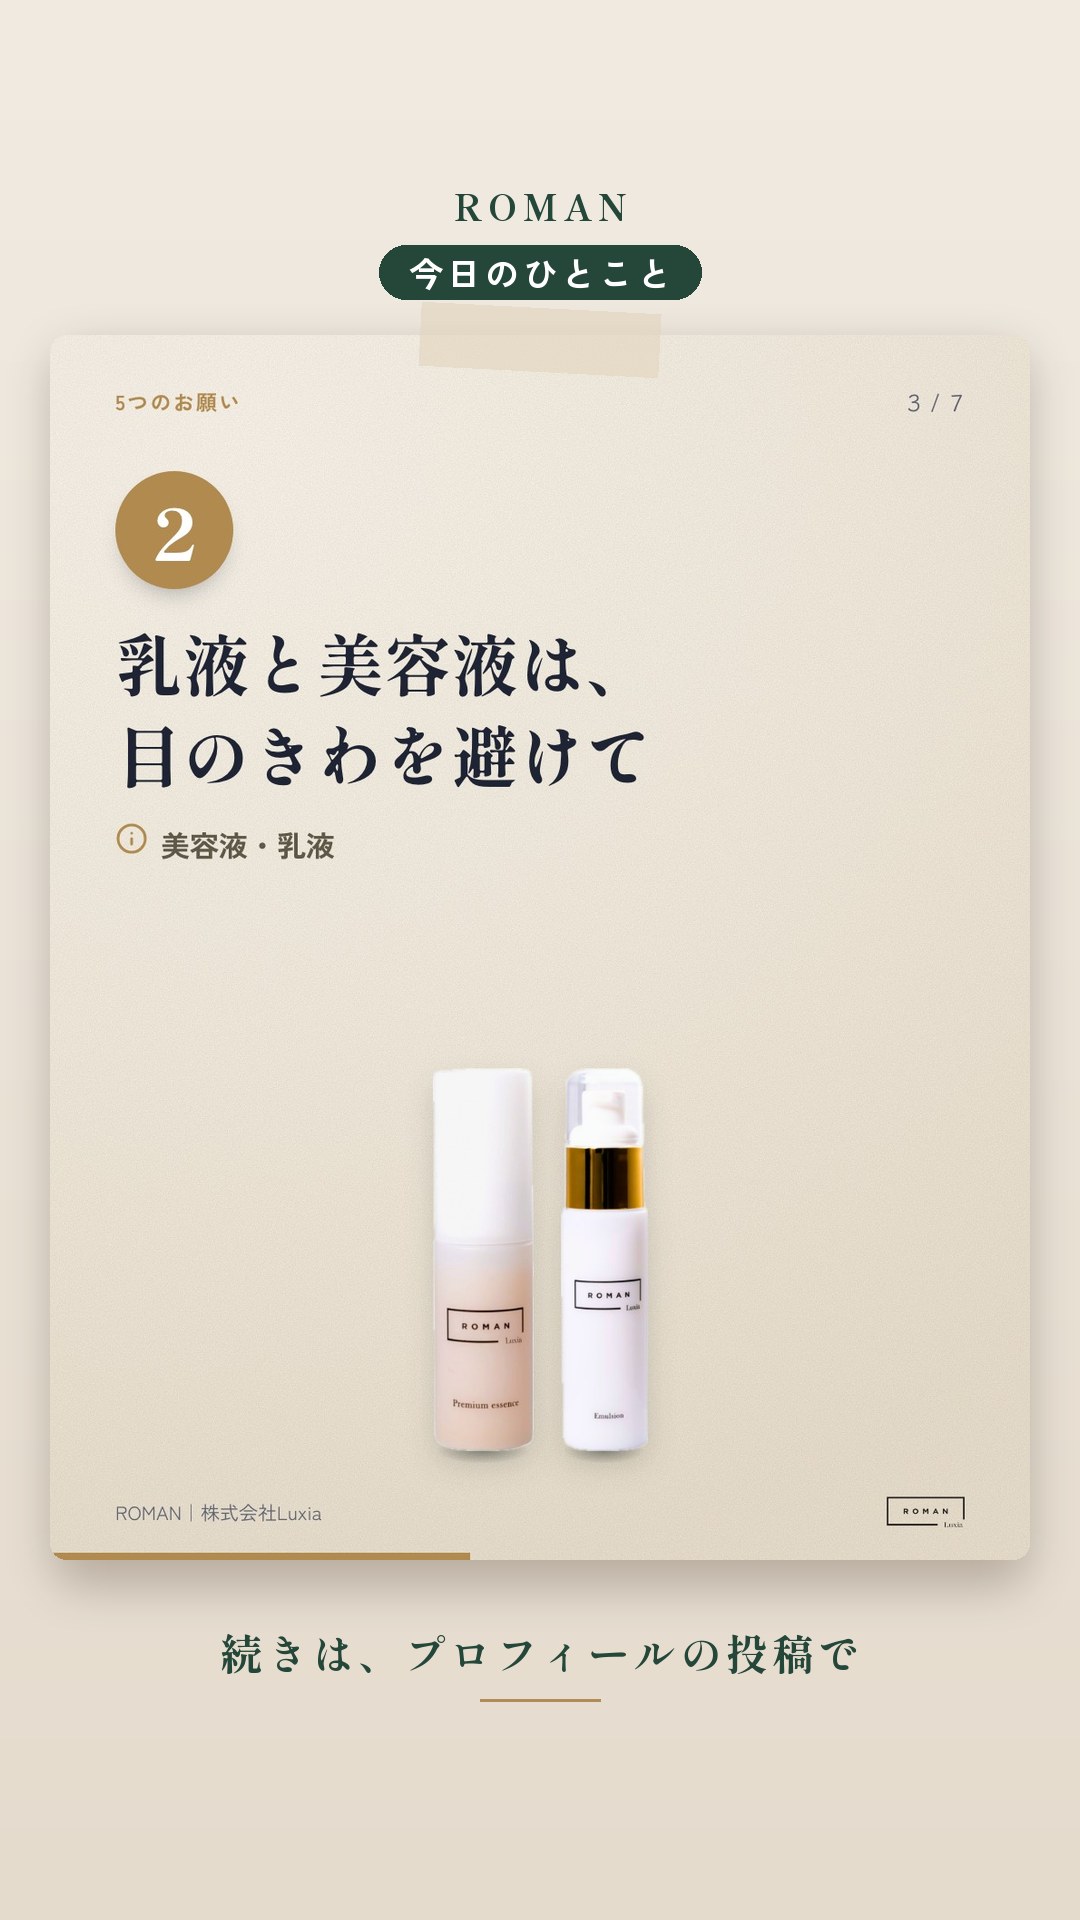 ROMAN
今日のひとこと
5つのお願い
3 / 7
2
乳液と美容液は、
目のきわを避けて
美容液・乳液
ROMAN
Luxia
Premium essence
ROMAN
Luxia
Emulsion
ROMAN｜株式会社Luxia
ROMAN
Luxia
続きは、プロフィールの投稿で